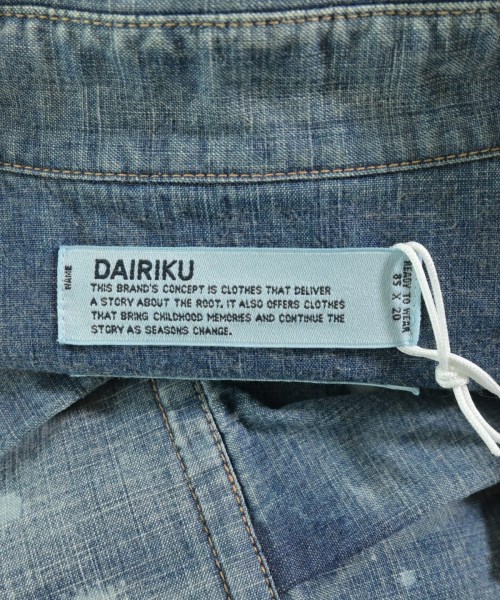 NAME
DAIRIKU
THIS BRAND'S CONCEPT IS CLOTHES THAT DELIVER
A STORY ABOUT THE ROOT. IT ALSO OFFERS CLOTHES
THAT BRING CHILDHOOD MEMORIES AND CONTINUE THE
STORY AS SEASONS CHANGE.
READY TO WEAR
85 X 20